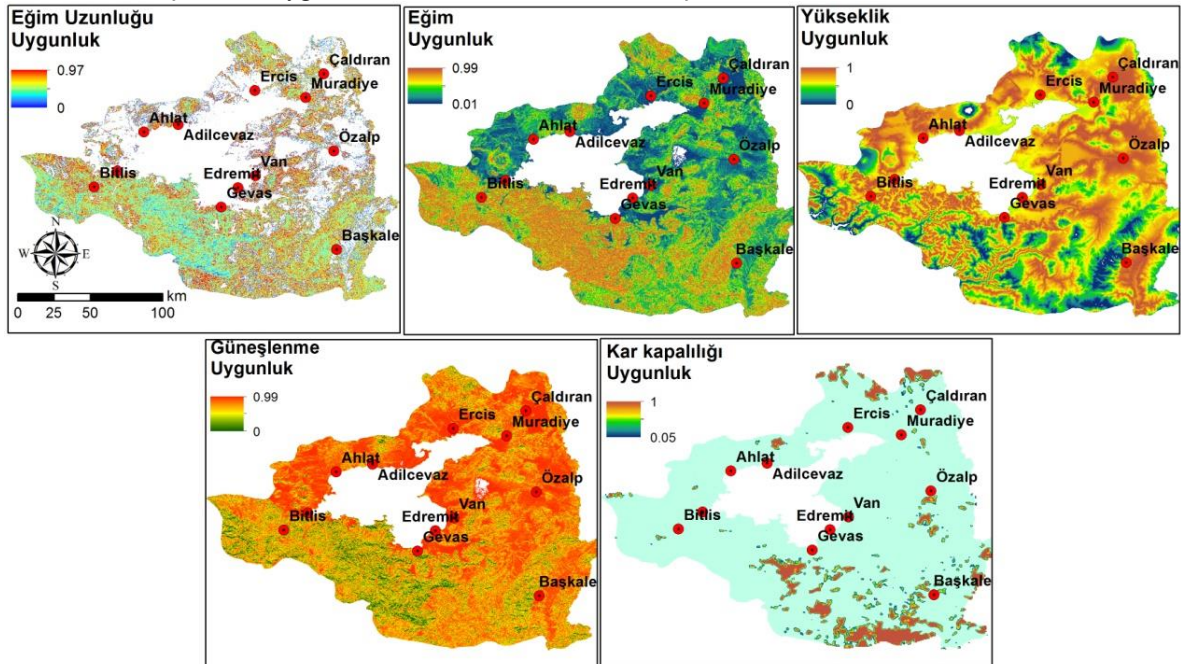 Eğim Uzunluğu
Uygunluk
0.97
0
Çaldıran
Ercis
Muradiye
Ahlat
Adilcevaz
Özalp
Van
Edremit
Bitlis
Gevas
Başkale
N
W
E
S
0
25
50
100
km
Eğim
Uygunluk
0.99
0.01
Çaldıran
Ercis
Muradiye
Ahlat
Adilcevaz
Özalp
Van
Edremit
Bitlis
Gevas
Başkale
Yükseklik
Uygunluk
1
0
Çaldıran
Ercis
Muradiye
Ahlat
Adilcevaz
Özalp
Van
Edremit
Bitlis
Gevas
Başkale
Güneşlenme
Uygunluk
0.99
0
Çaldıran
Ercis
Muradiye
Ahlat
Adilcevaz
Özalp
Van
Edremit
Bitlis
Gevas
Başkale
Kar kapalılığı
Uygunluk
1
0.05
Çaldıran
Ercis
Muradiye
Ahlat
Adilcevaz
Özalp
Van
Edremit
Bitlis
Gevas
Başkale